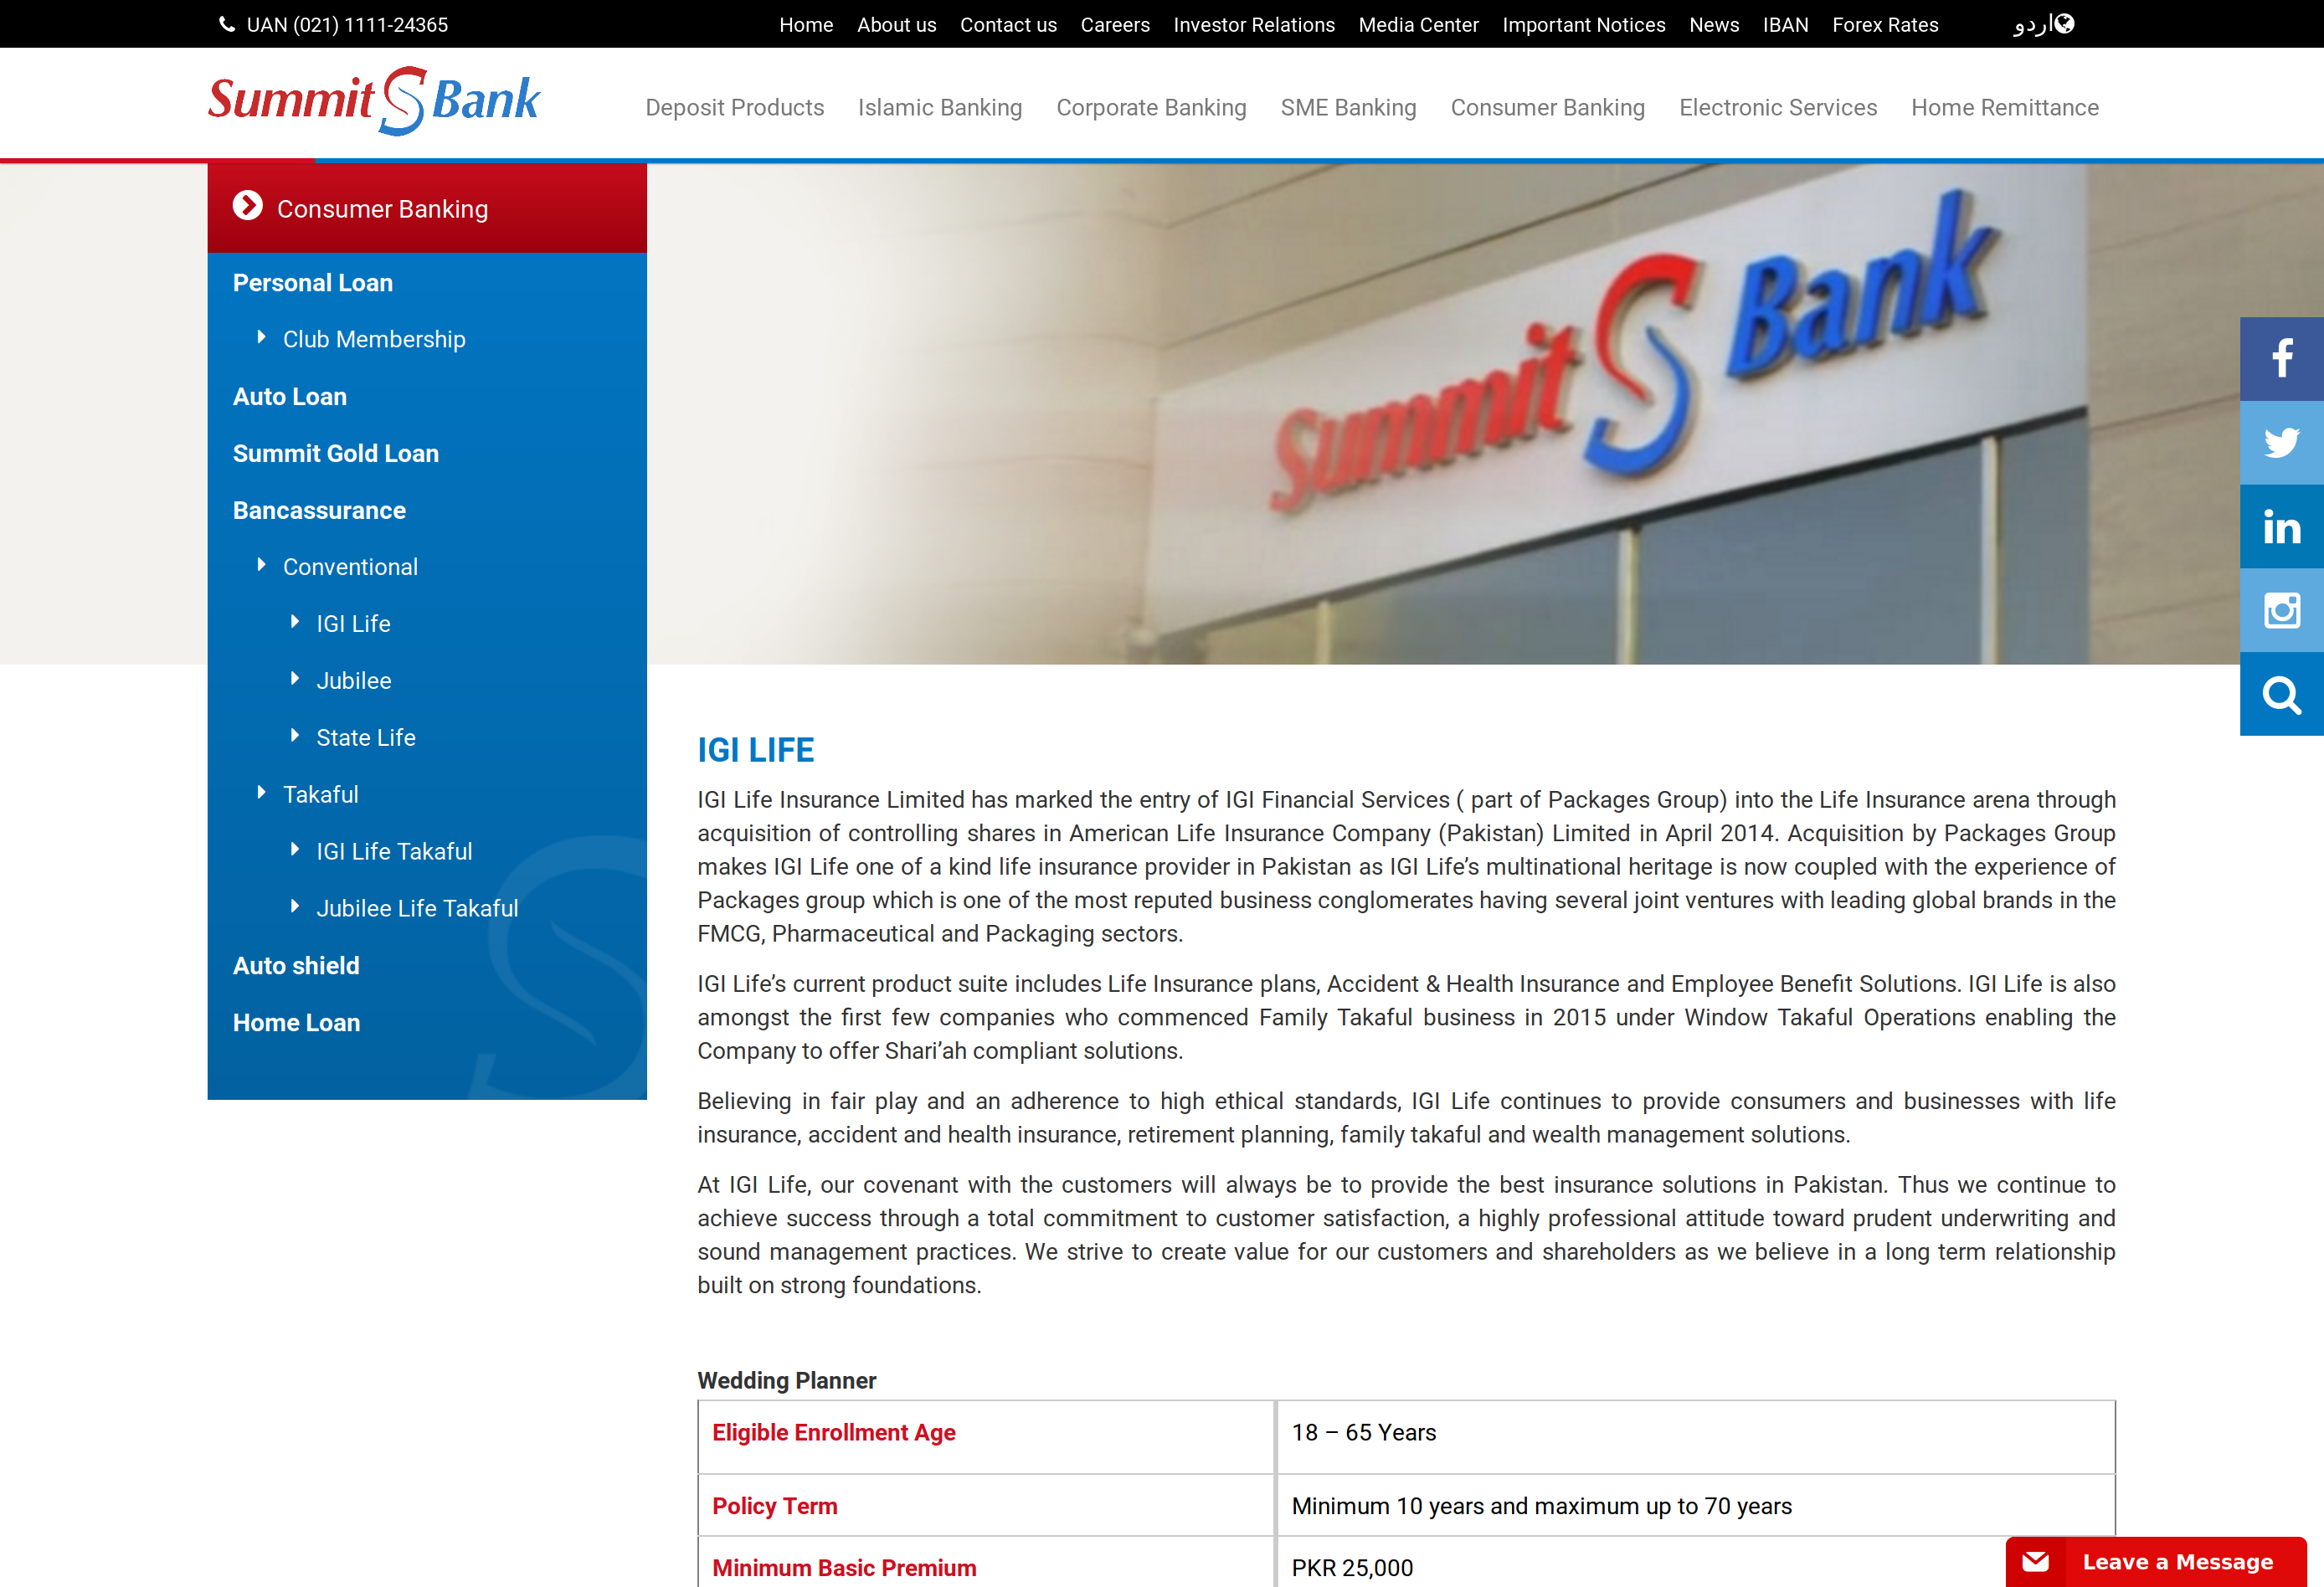 UAN (021) 1111-24365
Home About us Contact us Careers Investor Relations Media Center Important Notices News IBAN Forex Rates اردو
Summit S Bank
Deposit Products Islamic Banking Corporate Banking SME Banking Consumer Banking Electronic Services Home Remittance
Consumer Banking
Personal Loan
Club Membership
Auto Loan
Summit Gold Loan
Bancassurance
Conventional
IGI Life
Jubilee
State Life
Takaful
IGI Life Takaful
Jubilee Life Takaful
Auto shield
Home Loan
Summit S Bank
IGI LIFE
IGI Life Insurance Limited has marked the entry of IGI Financial Services ( part of Packages Group) into the Life Insurance arena through
acquisition of controlling shares in American Life Insurance Company (Pakistan) Limited in April 2014. Acquisition by Packages Group
makes IGI Life one of a kind life insurance provider in Pakistan as IGI Life’s multinational heritage is now coupled with the experience of
Packages group which is one of the most reputed business conglomerates having several joint ventures with leading global brands in the
FMCG, Pharmaceutical and Packaging sectors.
IGI Life’s current product suite includes Life Insurance plans, Accident & Health Insurance and Employee Benefit Solutions. IGI Life is also
amongst the first few companies who commenced Family Takaful business in 2015 under Window Takaful Operations enabling the
Company to offer Shari’ah compliant solutions.
Believing in fair play and an adherence to high ethical standards, IGI Life continues to provide consumers and businesses with life
insurance, accident and health insurance, retirement planning, family takaful and wealth management solutions.
At IGI Life, our covenant with the customers will always be to provide the best insurance solutions in Pakistan. Thus we continue to
achieve success through a total commitment to customer satisfaction, a highly professional attitude toward prudent underwriting and
sound management practices. We strive to create value for our customers and shareholders as we believe in a long term relationship
built on strong foundations.
Wedding Planner
Eligible Enrollment Age 18 – 65 Years
Policy Term Minimum 10 years and maximum up to 70 years
Minimum Basic Premium PKR 25,000
Leave a Message